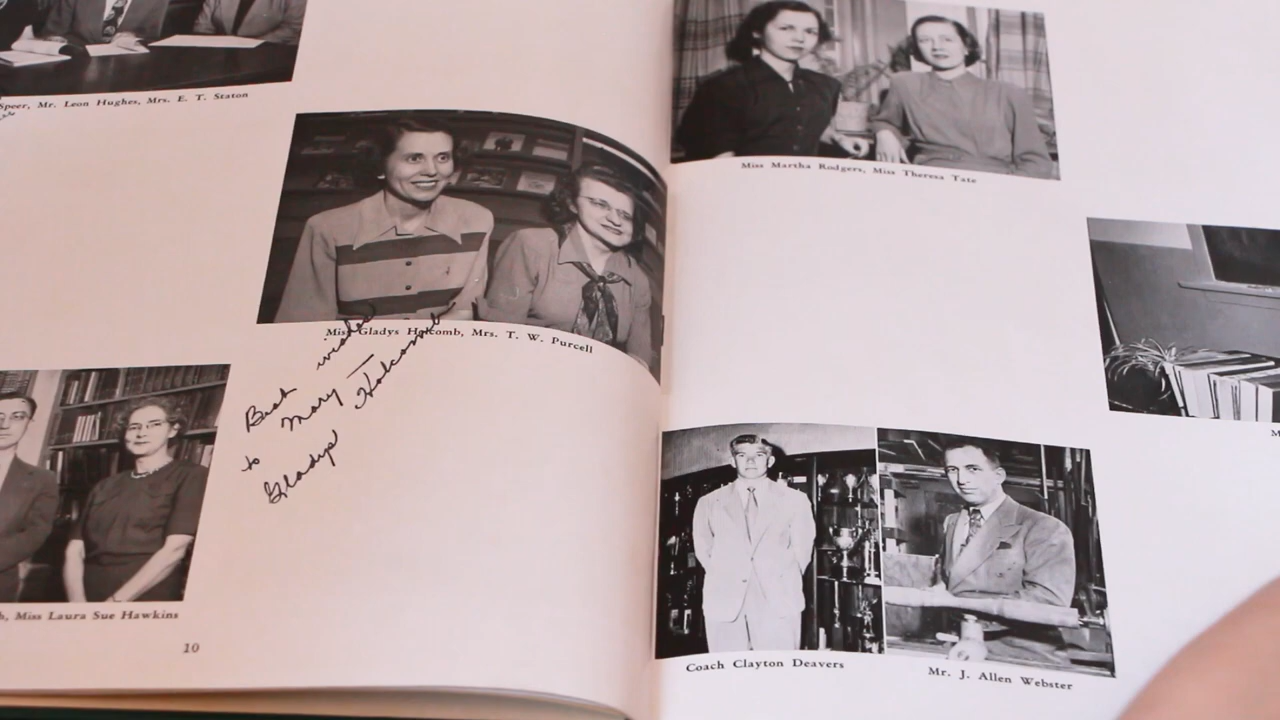 Speer, Mr. Leon Hughes, Mrs. E. T. Staton
Miss Gladys Holcomb, Mrs. T. W. Purcell
Best wishes
to Mary
Gladys Holcomb
h, Miss Laura Sue Hawkins
10
Miss Martha Rodgers, Miss Theresa Tate
M
Coach Clayton Deavers
Mr. J. Allen Webster